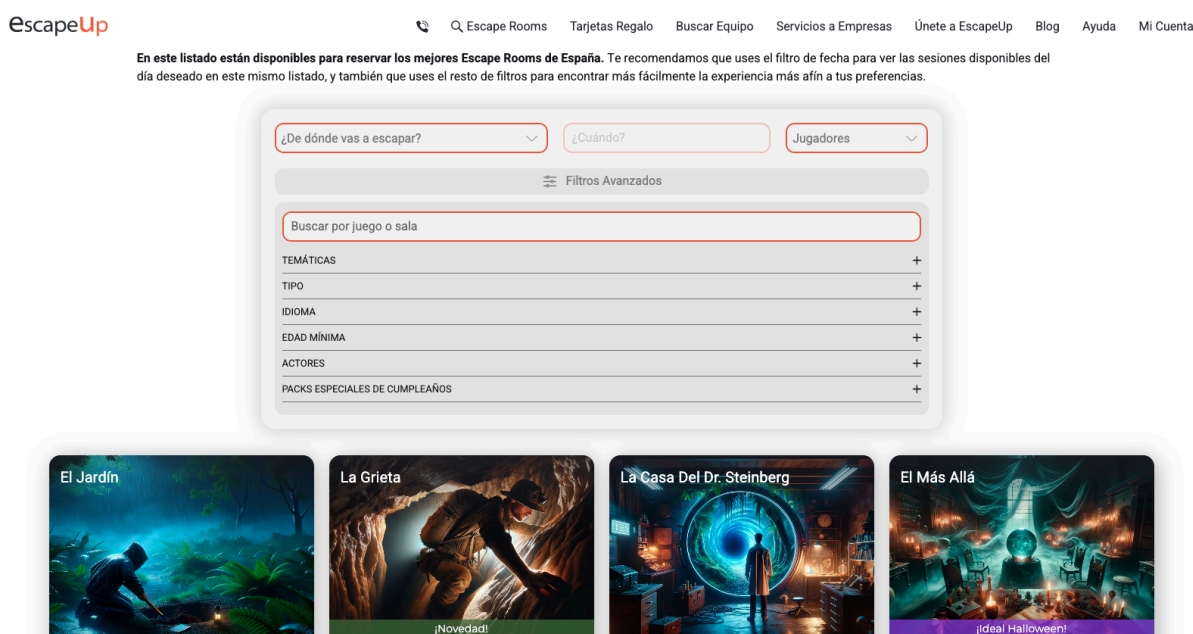 escapeUp
Escape Rooms
Tarjetas Regalo
Buscar Equipo
Servicios a Empresas
Únete a EscapeUp
Blog
Ayuda
Mi Cuenta
En este listado están disponibles para reservar los mejores Escape Rooms de España. Te recomendamos que uses el filtro de fecha para ver las sesiones disponibles del
día deseado en este mismo listado, y también que uses el resto de filtros para encontrar más fácilmente la experiencia más afín a tus preferencias.
¿De dónde vas a escapar?
¿Cuándo?
Jugadores
Filtros Avanzados
Buscar por juego o sala
TEMÁTICAS +
TIPO +
IDIOMA +
EDAD MÍNIMA +
ACTORES +
PACKS ESPECIALES DE CUMPLEAÑOS +
El Jardín
La Grieta
La Casa Del Dr. Steinberg
El Más Allá
¡Novedad!
¡Ideal Halloween!